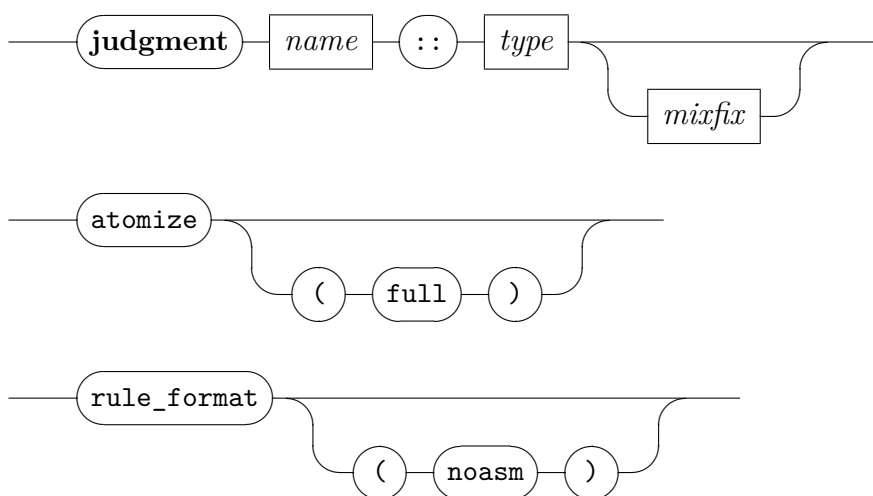 judgment name :: type
mixfix
atomize
( full )
rule_format
( noasm )